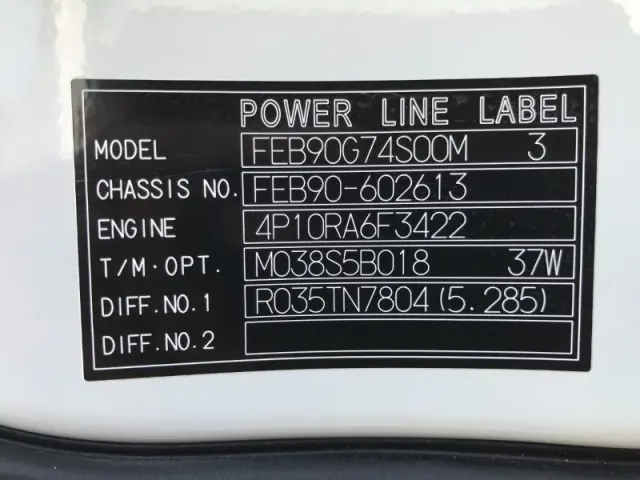 POWER LINE LABEL
MODEL FEB90G74S00M 3
CHASSIS NO. FEB90-602613
ENGINE 4P10RA6F3422
T/M·OPT. M038S5B018 37W
DIFF.NO.1 R035TN7804(5.285)
DIFF.NO.2